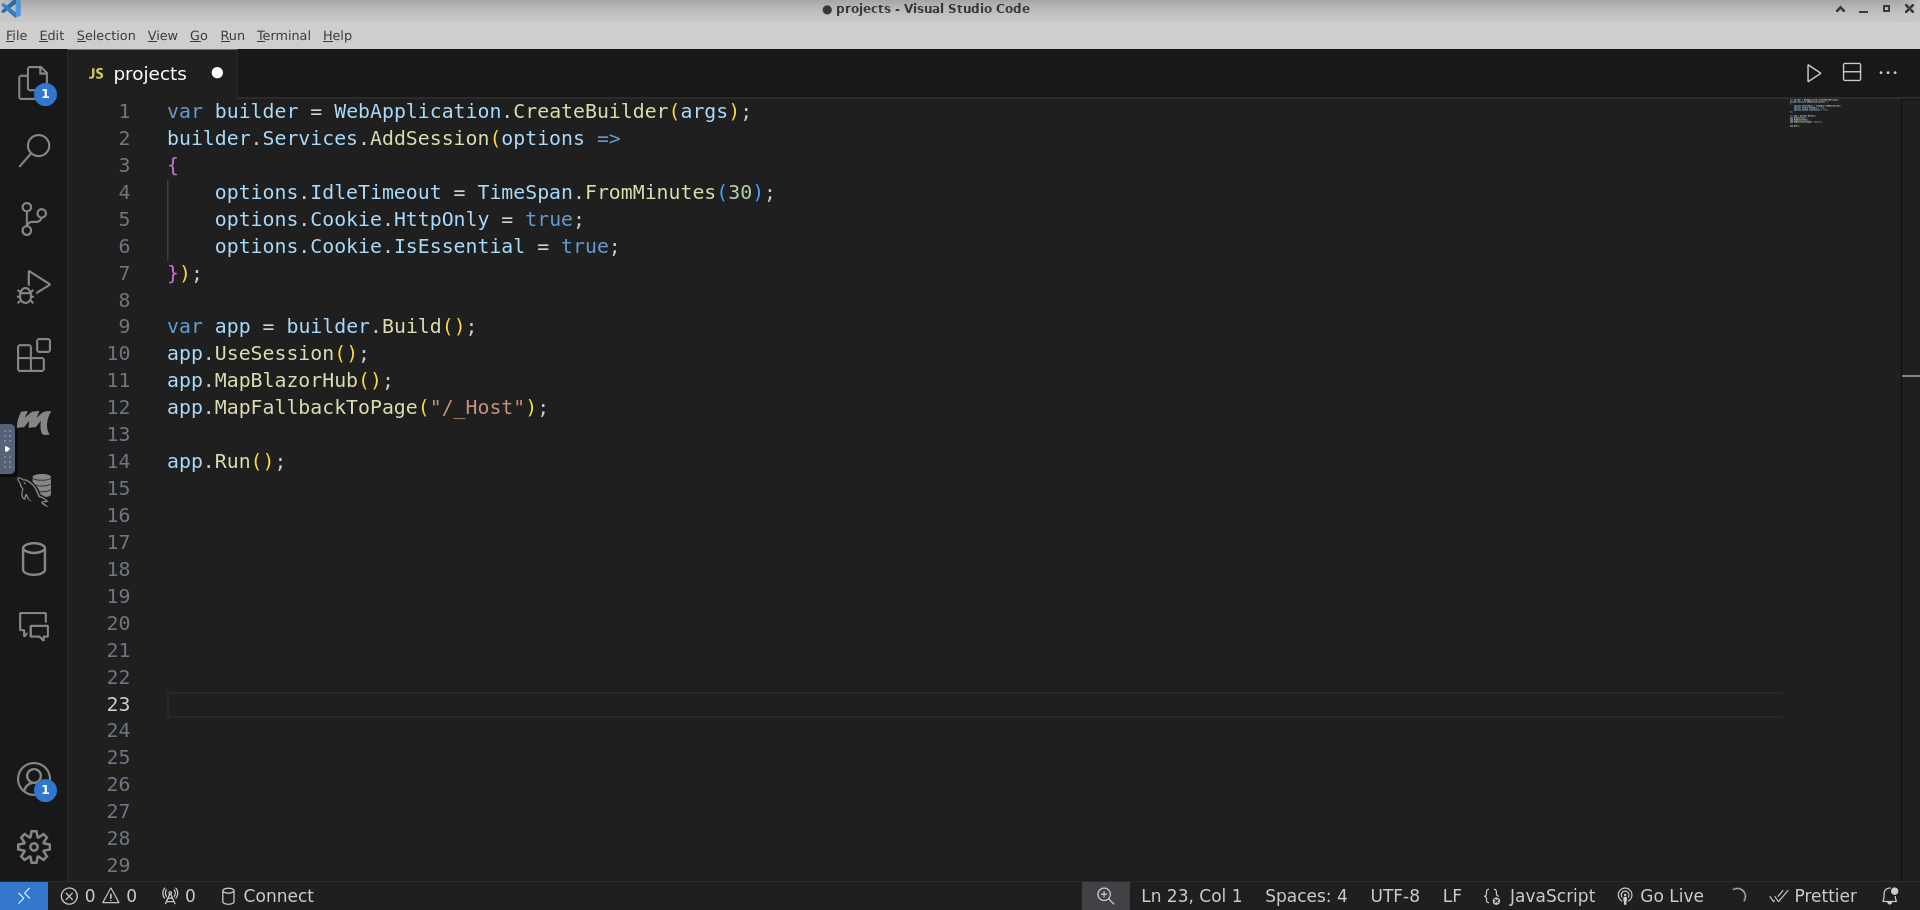 ● projects - Visual Studio Code
File Edit Selection View Go Run Terminal Help
JS projects
1
1 var builder = WebApplication.CreateBuilder(args);
2 builder.Services.AddSession(options =>
3 {
4 options.IdleTimeout = TimeSpan.FromMinutes(30);
5 options.Cookie.HttpOnly = true;
6 options.Cookie.IsEssential = true;
7 });
8
9 var app = builder.Build();
10 app.UseSession();
11 app.MapBlazorHub();
12 app.MapFallbackToPage("/_Host");
13
14 app.Run();
15
16
17
18
19
20
21
22
23
24
25
26
1
27
28
29
0 0 0 Connect Ln 23, Col 1 Spaces: 4 UTF-8 LF JavaScript Go Live Prettier